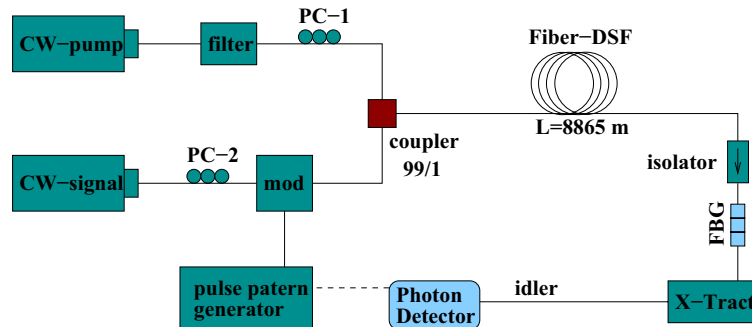 PC-1
CW-pump
filter
Fiber-DSF
L=8865 m
coupler
99/1
PC-2
CW-signal
mod
isolator
FBG
pulse patern
generator
Photon
Detector
idler
X-Tract